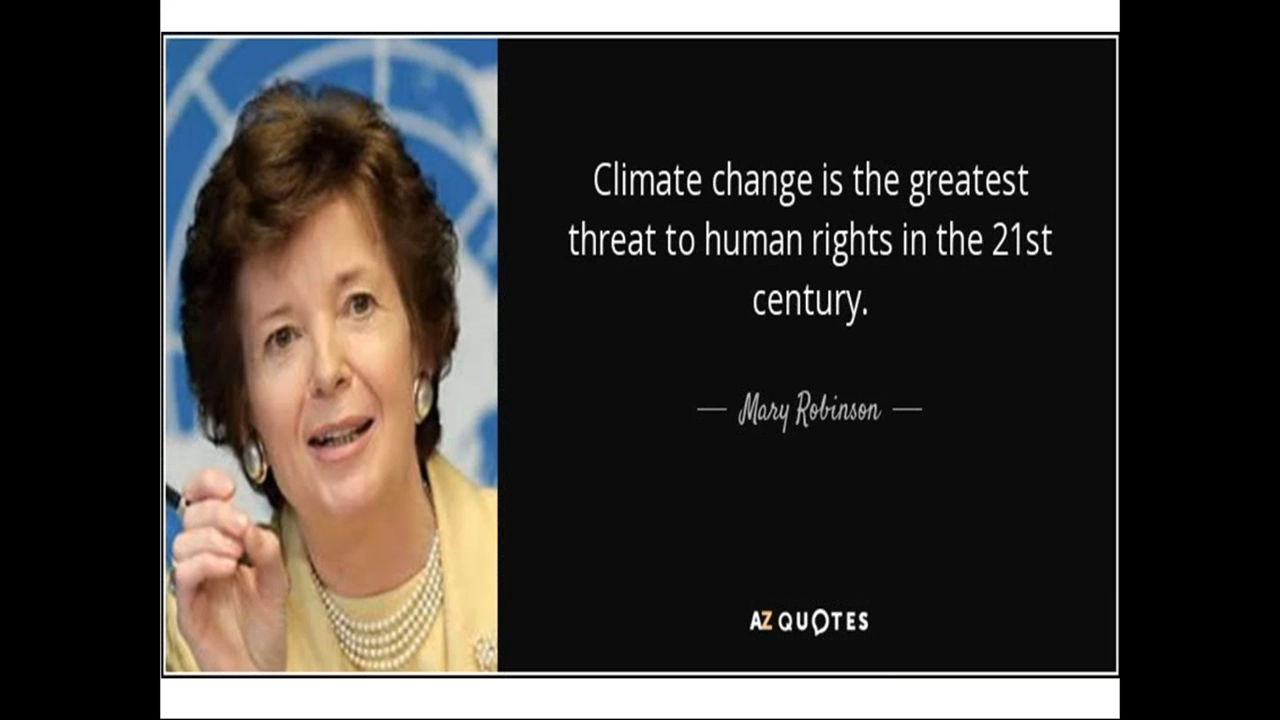 Climate change is the greatest
threat to human rights in the 21st
century.
Mary Robinson
AZ QUOTES